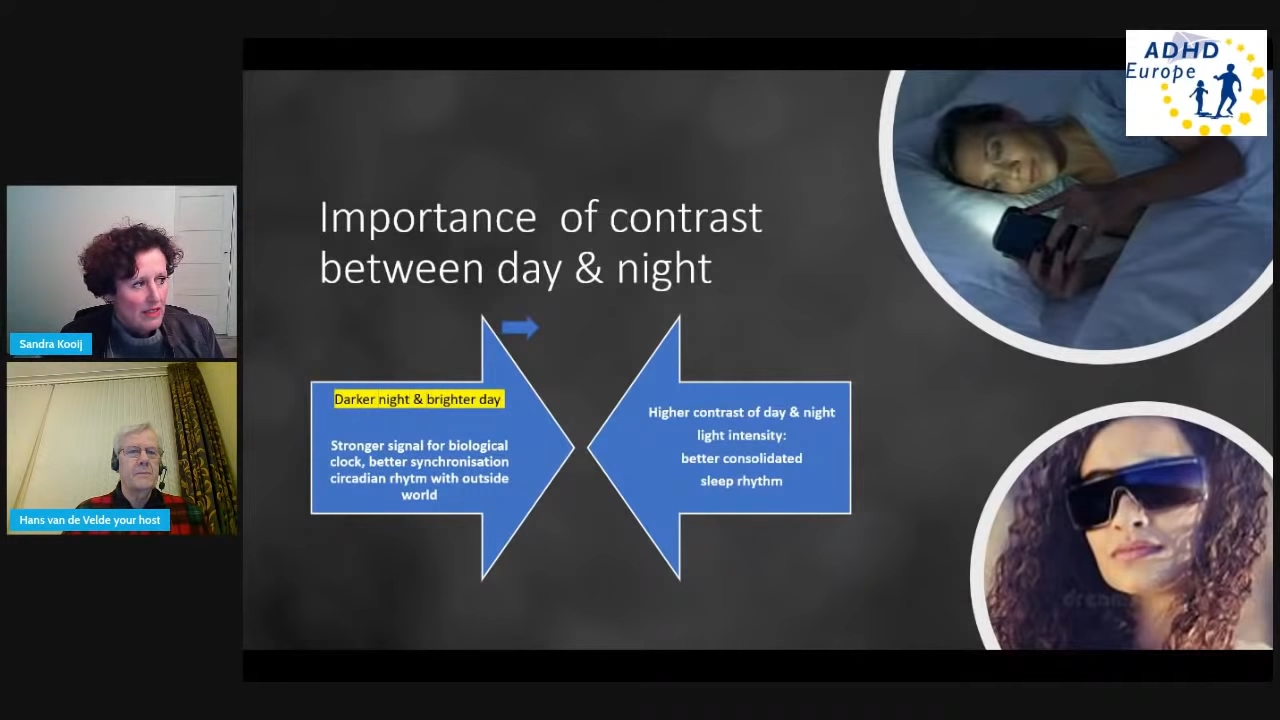 ADHD
Europe
Importance of contrast
between day & night
Darker night & brighter day
Stronger signal for biological
clock, better synchronisation
circadian rhytm with outside
world
Higher contrast of day & night
light intensity:
better consolidated
sleep rhythm
Sandra Kooij
Hans van de Velde your host